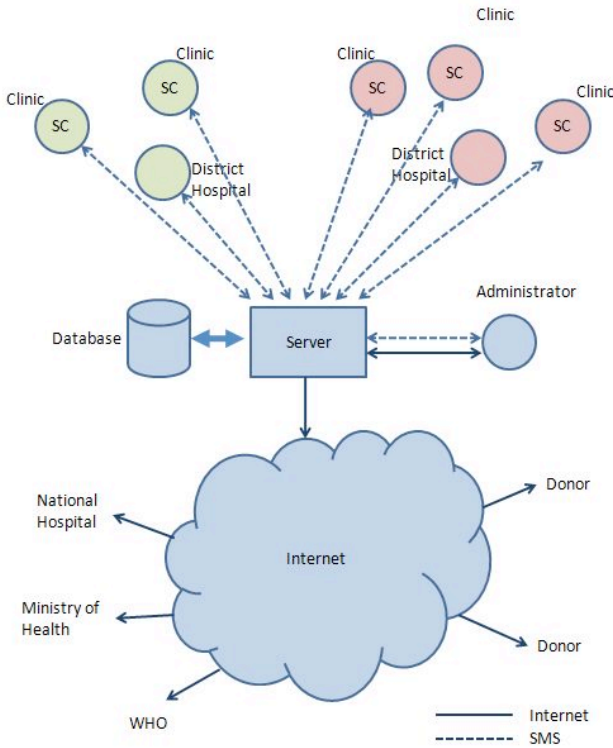 Clinic
Clinic
Clinic
Clinic
Clinic
SC
SC
SC
SC
SC
District
Hospital
District
Hospital
Administrator
Database
Server
National
Hospital
Internet
Donor
Ministry of
Health
Donor
WHO
Internet
SMS